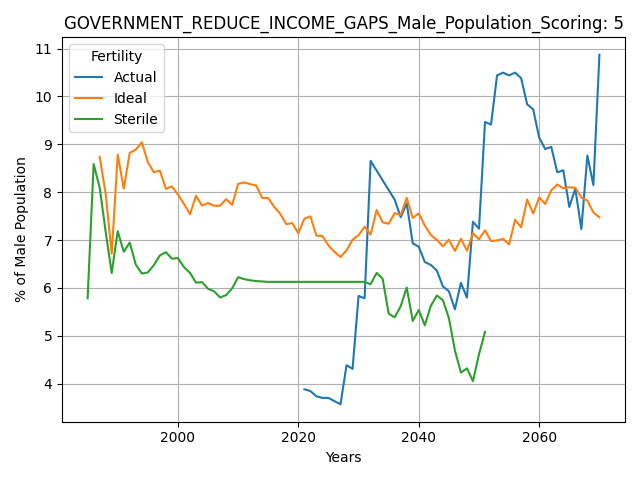 GOVERNMENT_REDUCE_INCOME_GAPS_Male_Population_Scoring: 5
Fertility
Actual
Ideal
Sterile
% of Male Population
11
10
9
8
7
6
5
4
2000 2020 2040 2060
Years